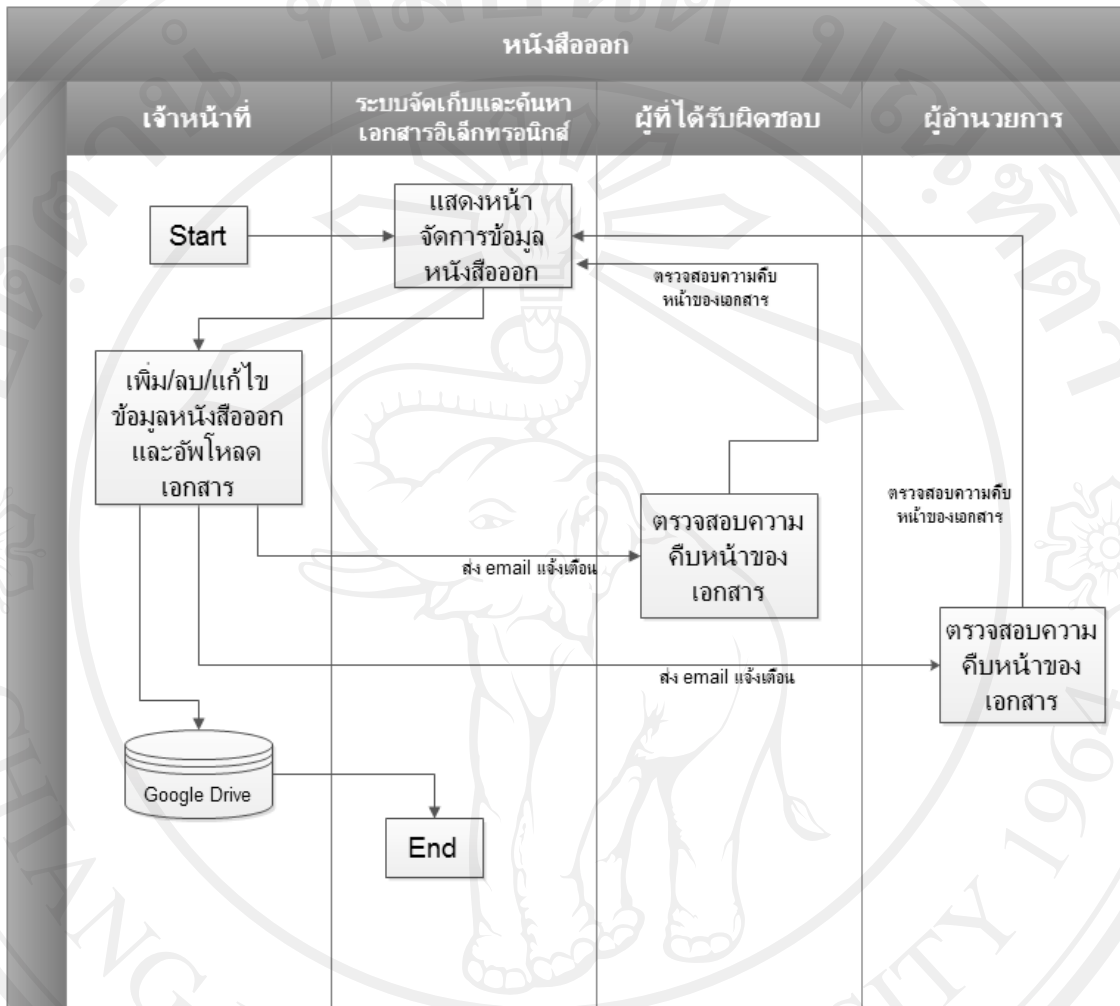 หนังสือออก
เจ้าหน้าที่
ระบบจัดเก็บและค้นหา
เอกสารอิเล็กทรอนิกส์
ผู้ที่ได้รับผิดชอบ
ผู้อำนวยการ
Start
แสดงหน้า
จัดการข้อมูล
หนังสือออก
ตรวจสอบความคืบ
หน้าของเอกสาร
เพิ่ม/ลบ/แก้ไข
ข้อมูลหนังสือออก
และอัพโหลด
เอกสาร
ตรวจสอบความคืบ
หน้าของเอกสาร
ตรวจสอบความ
คืบหน้าของ
เอกสาร
ส่ง email แจ้งเตือน
ตรวจสอบความ
คืบหน้าของ
เอกสาร
ส่ง email แจ้งเตือน
Google Drive
End